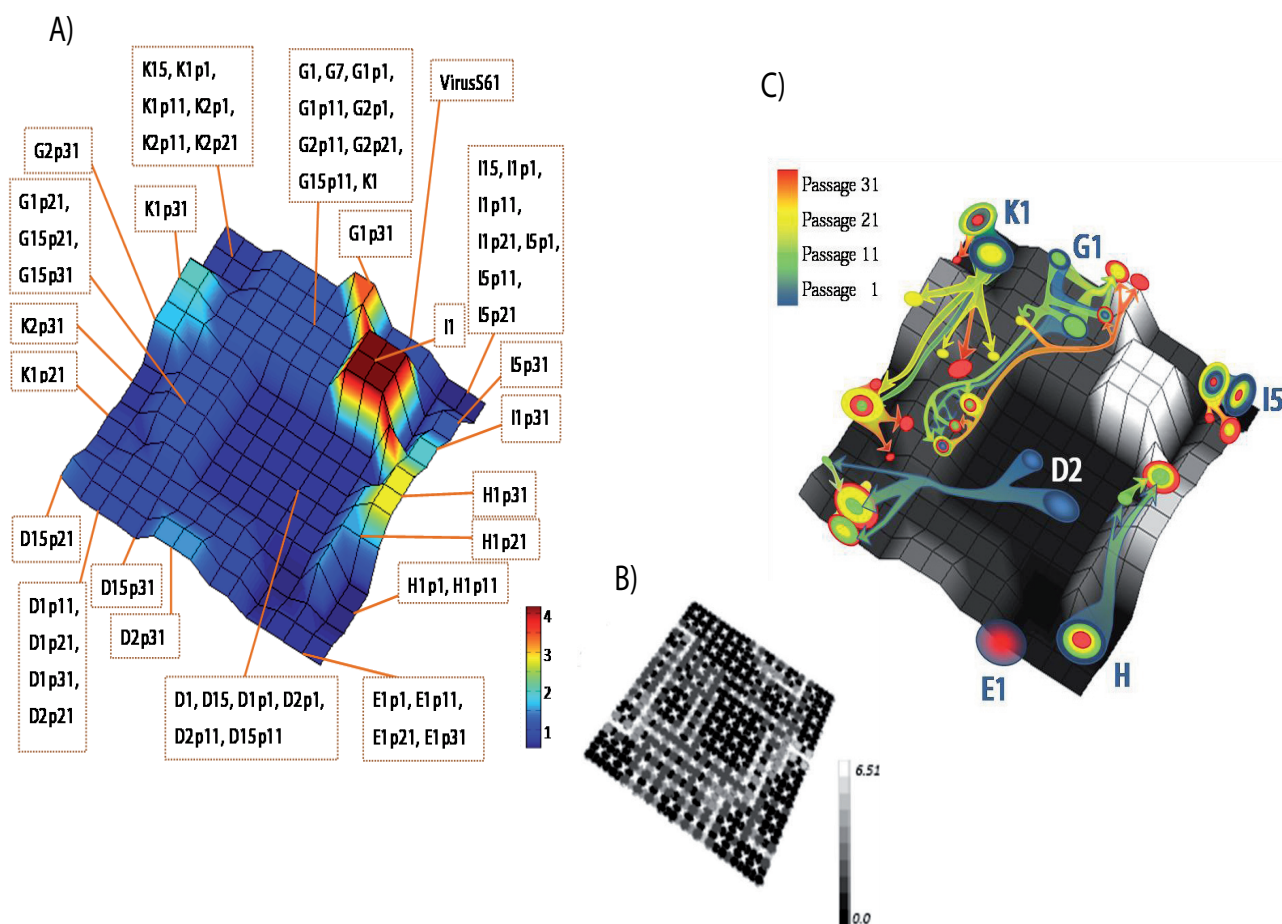 A)
K15, K1p1,
K1p11, K2p1,
K2p11, K2p21
G1, G7, G1p1,
G1p11, G2p1,
G2p11, G2p21,
G15p11, K1
VirusS61
G2p31
G1p21,
G15p21,
G15p31
K1p31
G1p31
I15, I1p1,
I1p11,
I1p21, I5p1,
I5p11,
I5p21
I1
K2p31
K1p21
I5p31
I1p31
H1p31
H1p21
H1p1, H1p11
D15p21
D15p31
D2p31
D1p11,
D1p21,
D1p31,
D2p21
D1, D15, D1p1, D2p1,
D2p11, D15p11
E1p1, E1p11,
E1p21, E1p31
4
3
2
1
B)
6.51
0.0
C)
Passage 31
Passage 21
Passage 11
Passage 1
K1
G1
I5
D2
E1
H